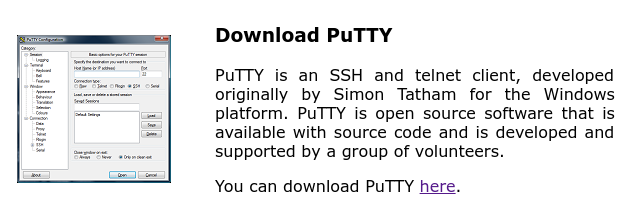 Download PuTTY
PuTTY is an SSH and telnet client, developed
originally by Simon Tatham for the Windows
platform. PuTTY is open source software that is
available with source code and is developed and
supported by a group of volunteers.
You can download PuTTY here.
PuTTY Configuration
Category:
Session
Logging
Terminal
Keyboard
Bell
Features
Window
Appearance
Behaviour
Translation
Selection
Colours
Connection
Data
Proxy
Telnet
Rlogin
SSH
Serial
Basic options for your PuTTY session
Specify the destination you want to connect to
Host Name (or IP address) Port
22
Connection type:
Raw Telnet Rlogin SSH Serial
Load, save or delete a stored session
Saved Sessions
Default Settings
Load
Save
Delete
Close window on exit:
Always Never Only on clean exit
About Open Cancel